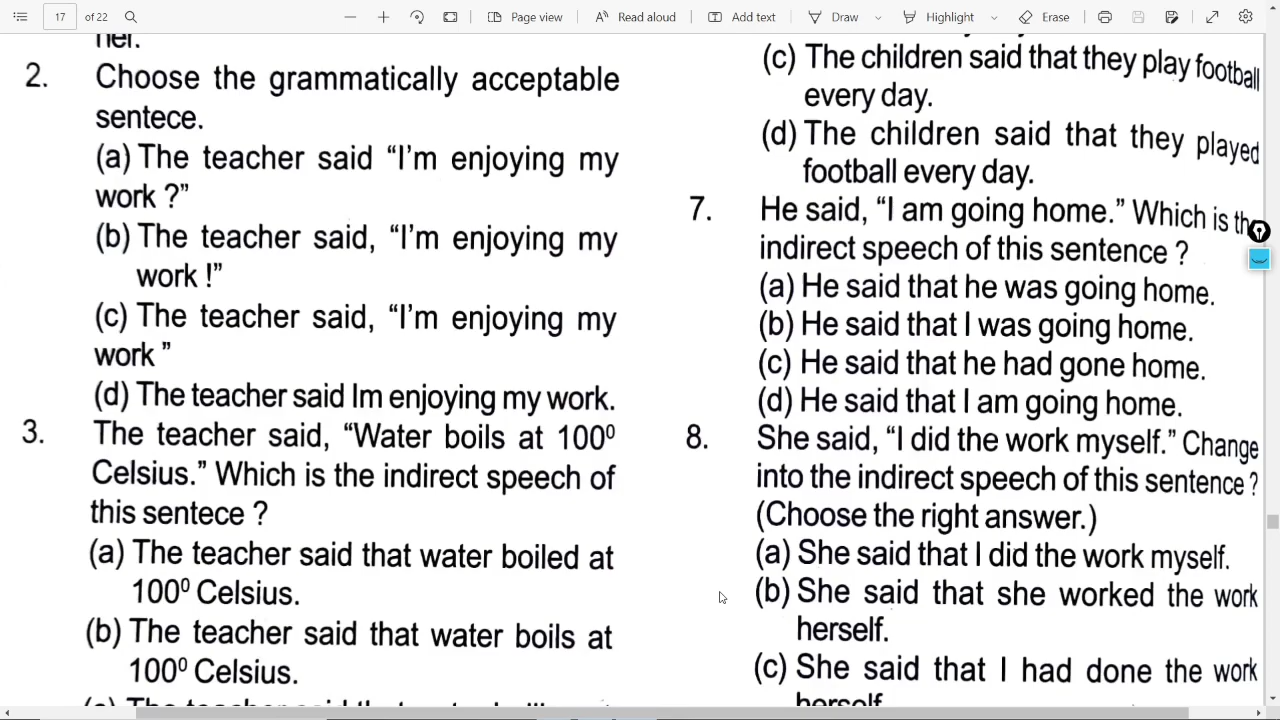 17 of 22 Page view Read aloud Add text Draw Highlight Erase
her.
2. Choose the grammatically acceptable
sentece.
(a) The teacher said “I’m enjoying my
work ?”
(b) The teacher said, “I’m enjoying my
work !”
(c) The teacher said, “I’m enjoying my
work ”
(d) The teacher said Im enjoying my work.
3. The teacher said, “Water boils at 100⁰
Celsius.” Which is the indirect speech of
this sentece ?
(a) The teacher said that water boiled at
100⁰ Celsius.
(b) The teacher said that water boils at
100⁰ Celsius.
(c) The children said that they play football
every day.
(d) The children said that they played
football every day.
7. He said, “I am going home.” Which is the
indirect speech of this sentence ?
(a) He said that he was going home.
(b) He said that I was going home.
(c) He said that he had gone home.
(d) He said that I am going home.
8. She said, “I did the work myself.” Change
into the indirect speech of this sentence ?
(Choose the right answer.)
(a) She said that I did the work myself.
(b) She said that she worked the work
herself.
(c) She said that I had done the work
herself